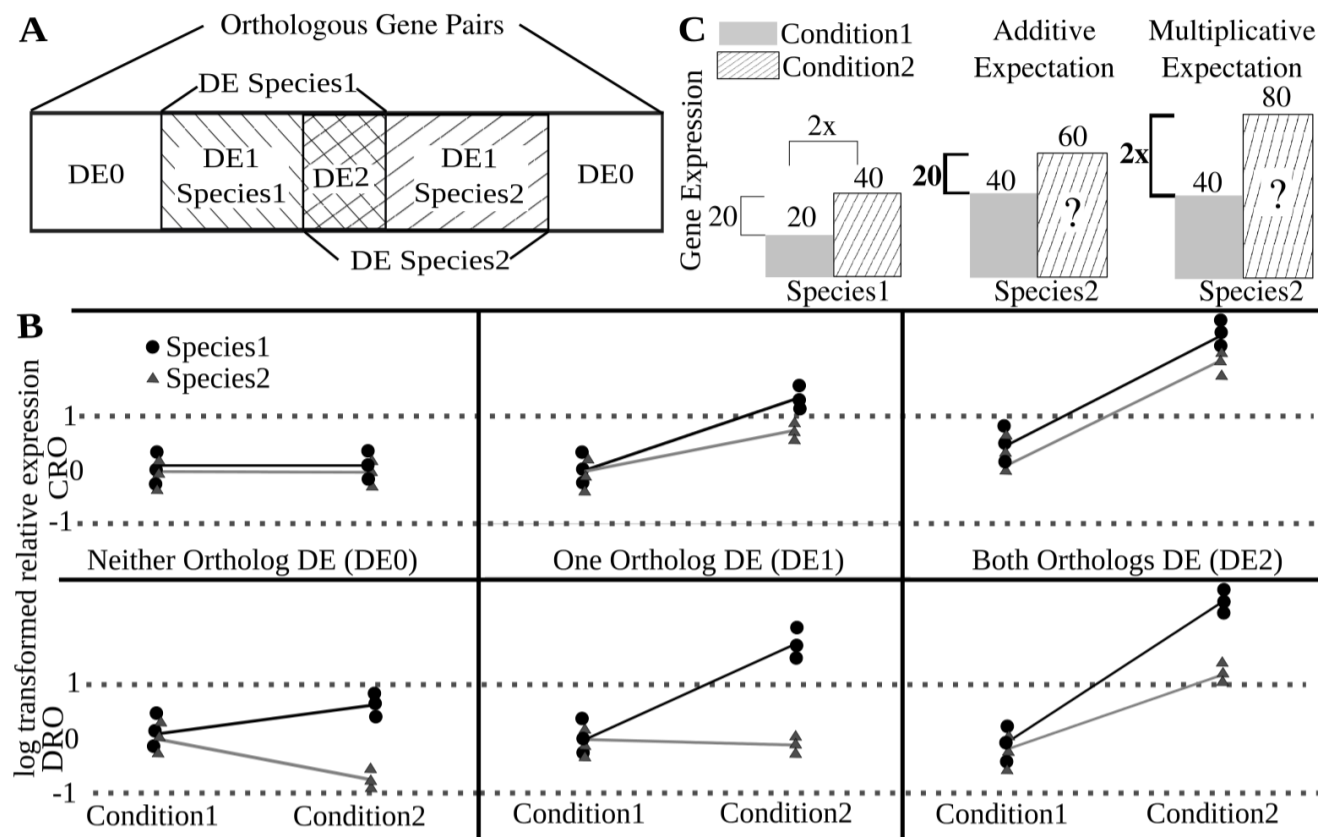 A
Orthologous Gene Pairs
DE Species1
DE0
DE1
Species1
DE2
DE1
Species2
DE0
DE Species2
C
Condition1
Condition2
Additive
Expectation
Multiplicative
Expectation
Gene Expression
2x
20
20
40
Species1
20
40
60
?
Species2
2x
40
80
?
Species2
B
Species1
Species2
log transformed relative expression
CRO
DRO
1
0
-1
Neither Ortholog DE (DE0)
One Ortholog DE (DE1)
Both Orthologs DE (DE2)
1
0
-1
Condition1
Condition2
Condition1
Condition2
Condition1
Condition2